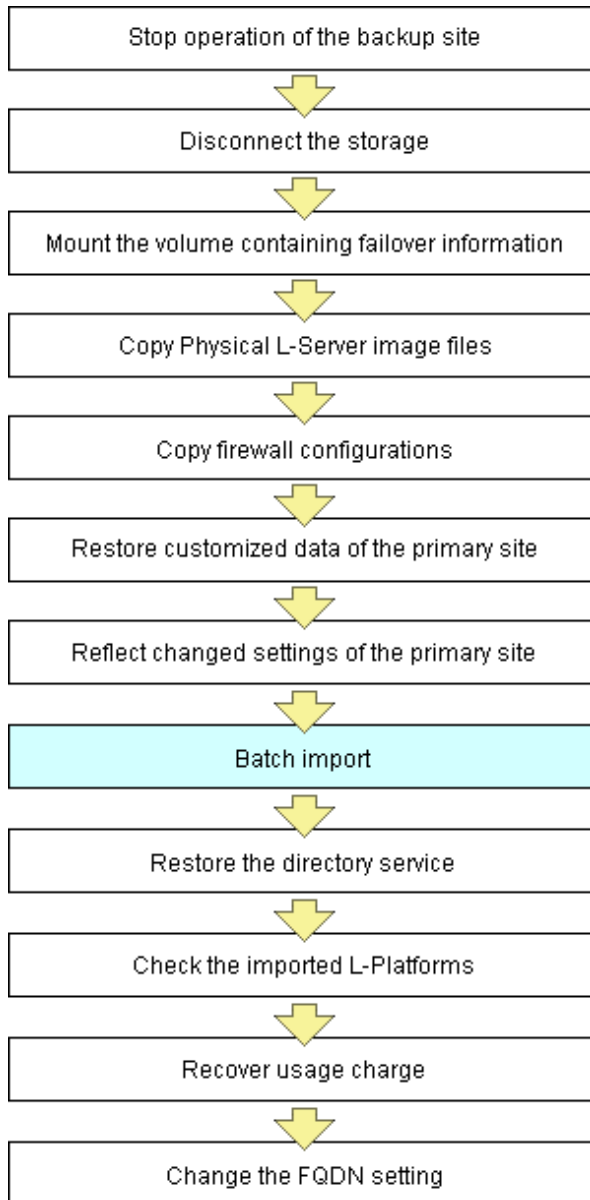 Stop operation of the backup site
Disconnect the storage
Mount the volume containing failover information
Copy Physical L-Server image files
Copy firewall configurations
Restore customized data of the primary site
Reflect changed settings of the primary site
Batch import
Restore the directory service
Check the imported L-Platforms
Recover usage charge
Change the FQDN setting